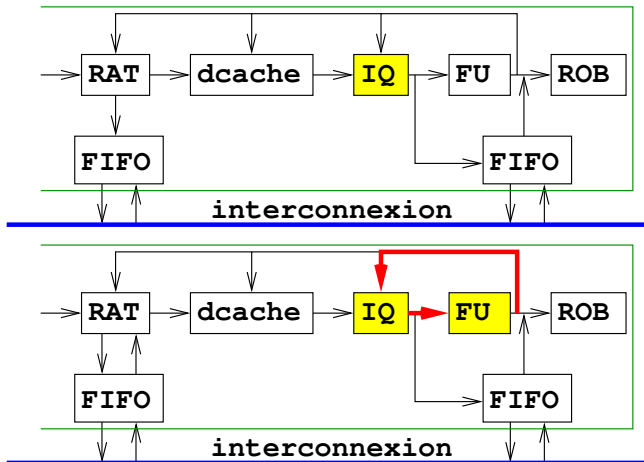 RAT dcache IQ FU ROB
FIFO FIFO
interconnexion
RAT dcache IQ FU ROB
FIFO FIFO
interconnexion